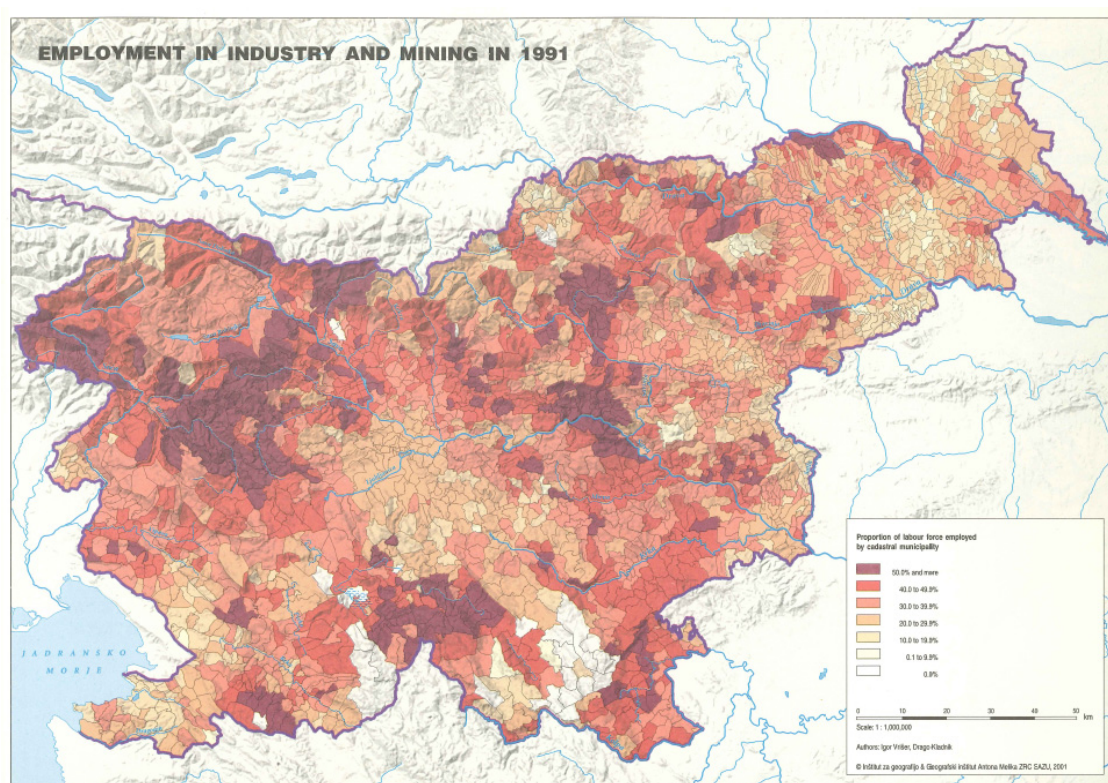 EMPLOYMENT IN INDUSTRY AND MINING IN 1991
JADRANSKO
MORJE
Proportion of labour force employed
by cadastral municipality
50.0% and more
40.0 to 49.9%
30.0 to 39.9%
20.0 to 29.9%
10.0 to 19.9%
0.1 to 9.9%
0.0%
0 10 20 30 40 50 km
Scale: 1 : 1,000,000
Authors: Igor Vrišer, Drago Kladnik
© Inštitut za geografijo & Geografski inštitut Antona Melika ZRC SAZU, 2001